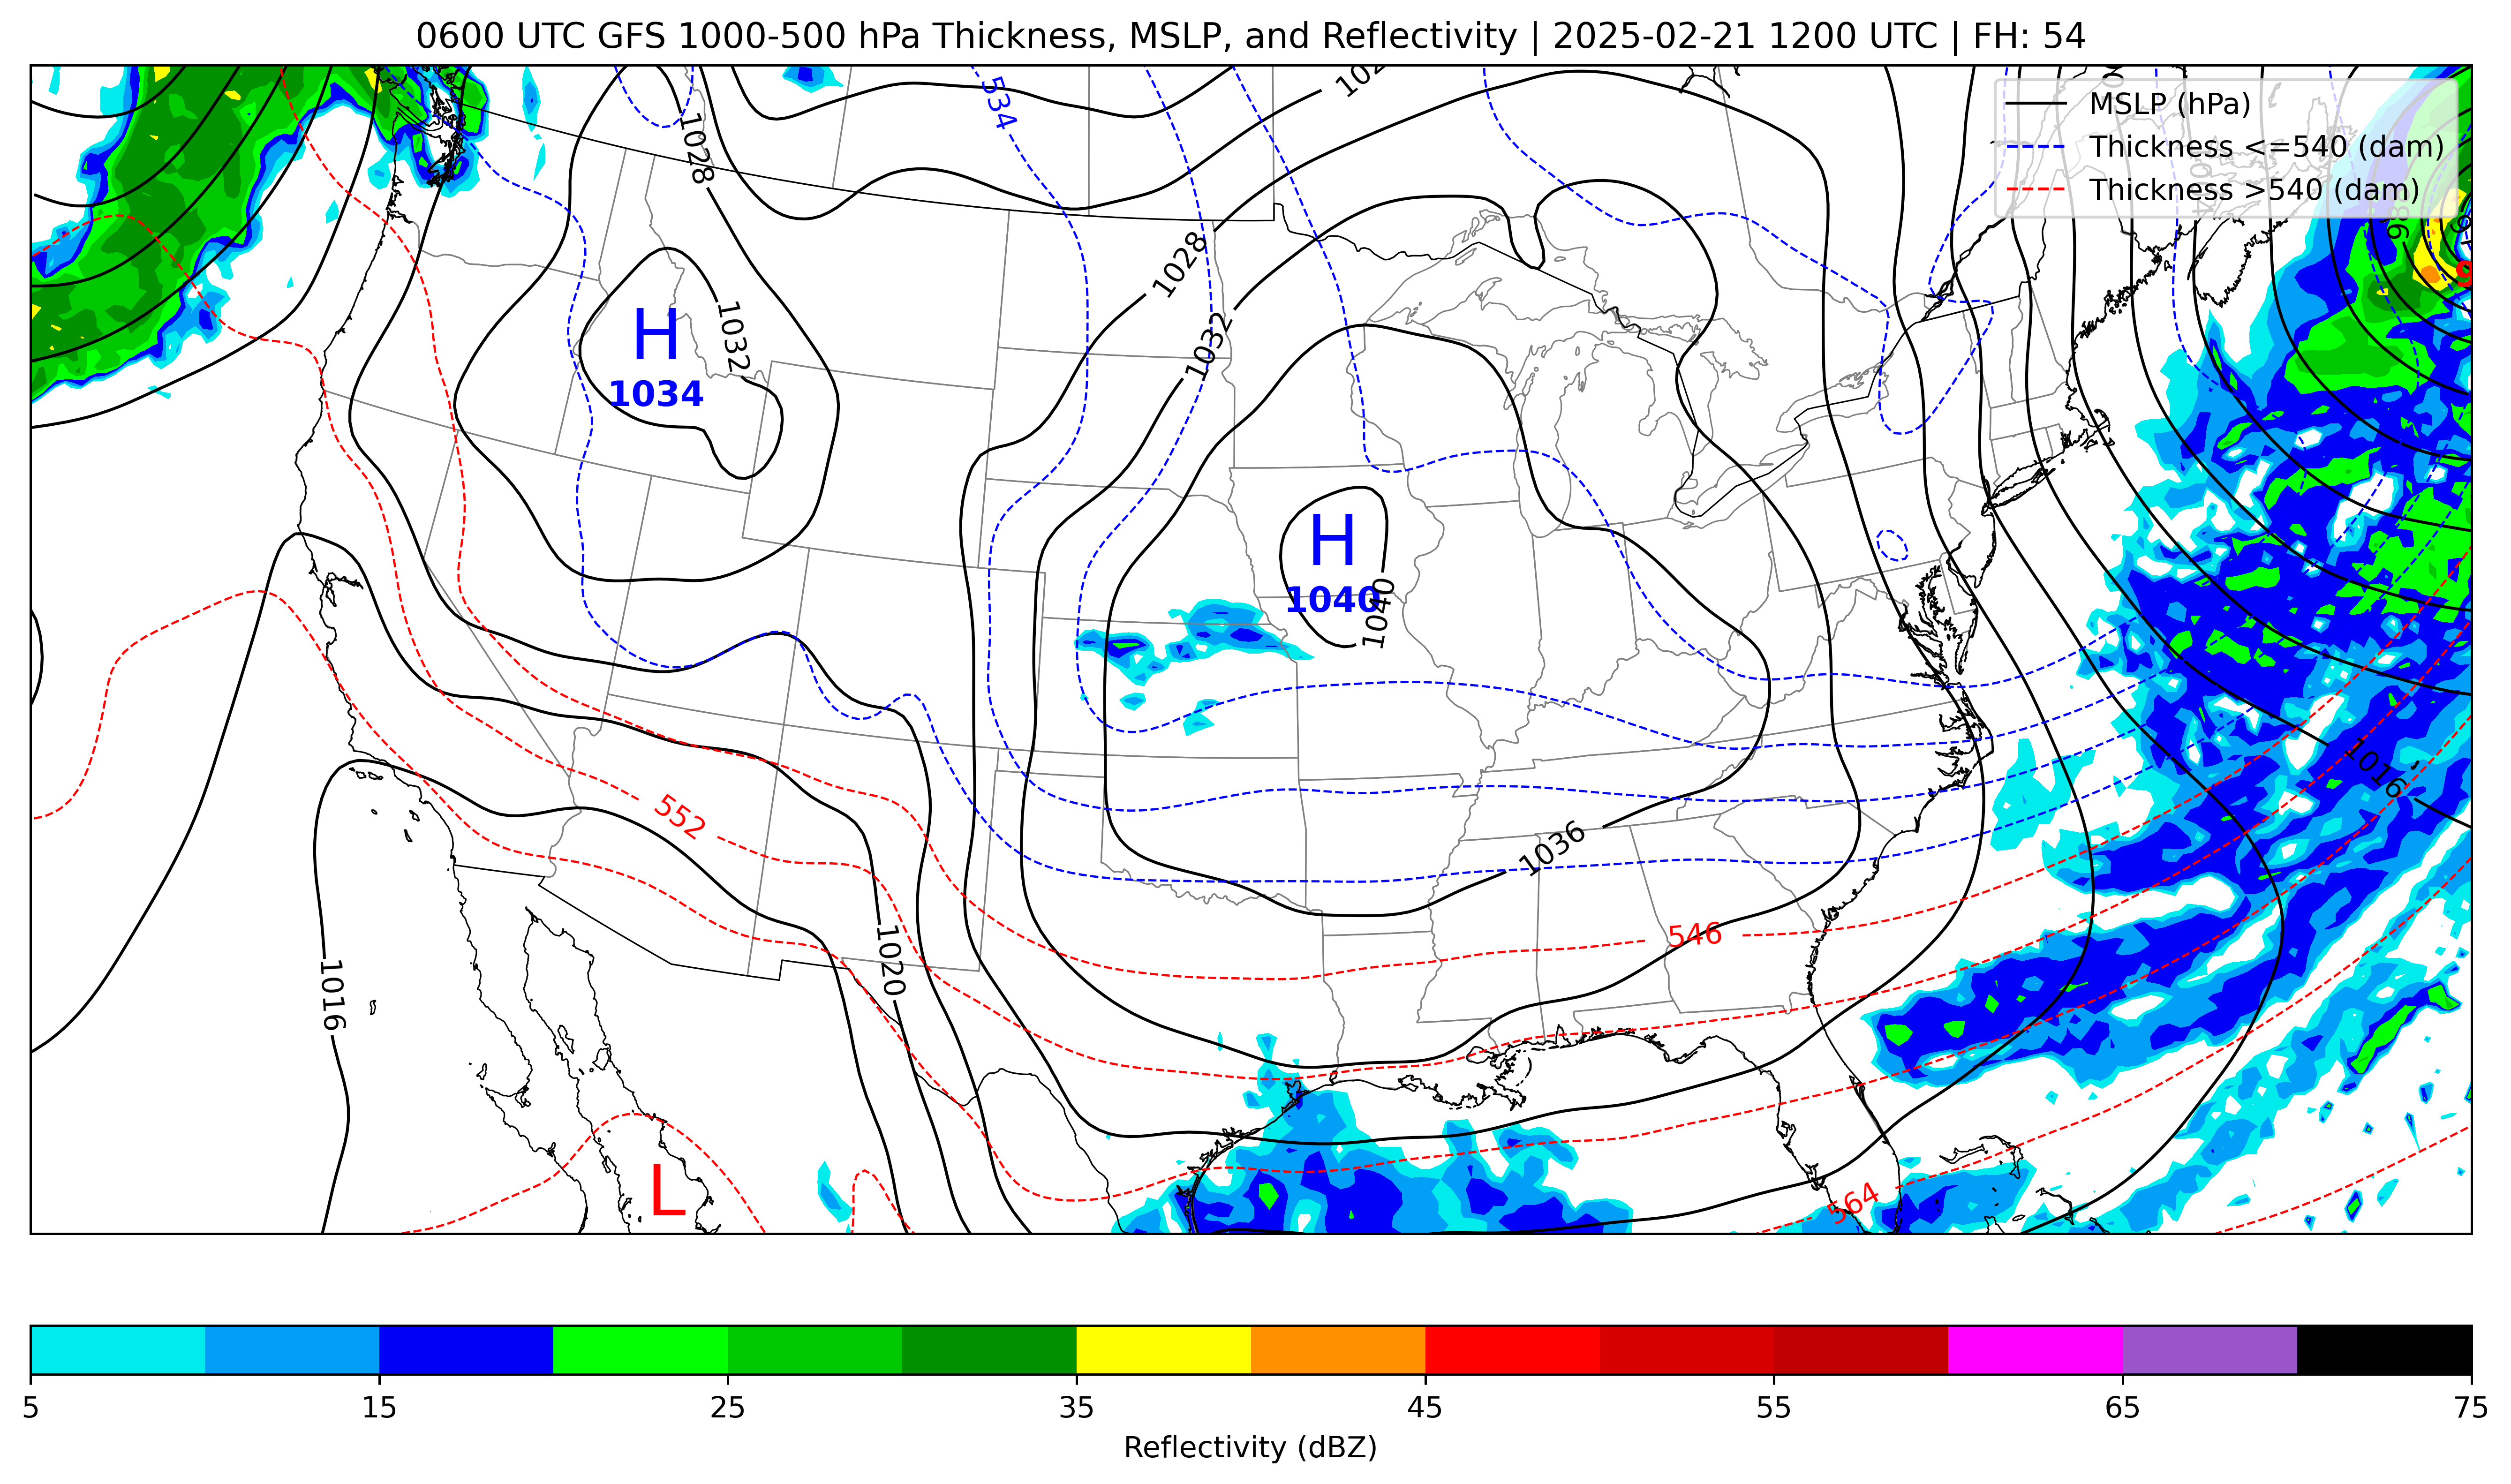 0600 UTC GFS 1000-500 hPa Thickness, MSLP, and Reflectivity | 2025-02-21 1200 UTC | FH: 54
MSLP (hPa)
Thickness <=540 (dam)
Thickness >540 (dam)
534
1028
1028
1032
1032
H
1034
H
1040
1040
1016
552
1036
546
1020
1016
L
564
5 15 25 35 45 55 65 75
Reflectivity (dBZ)